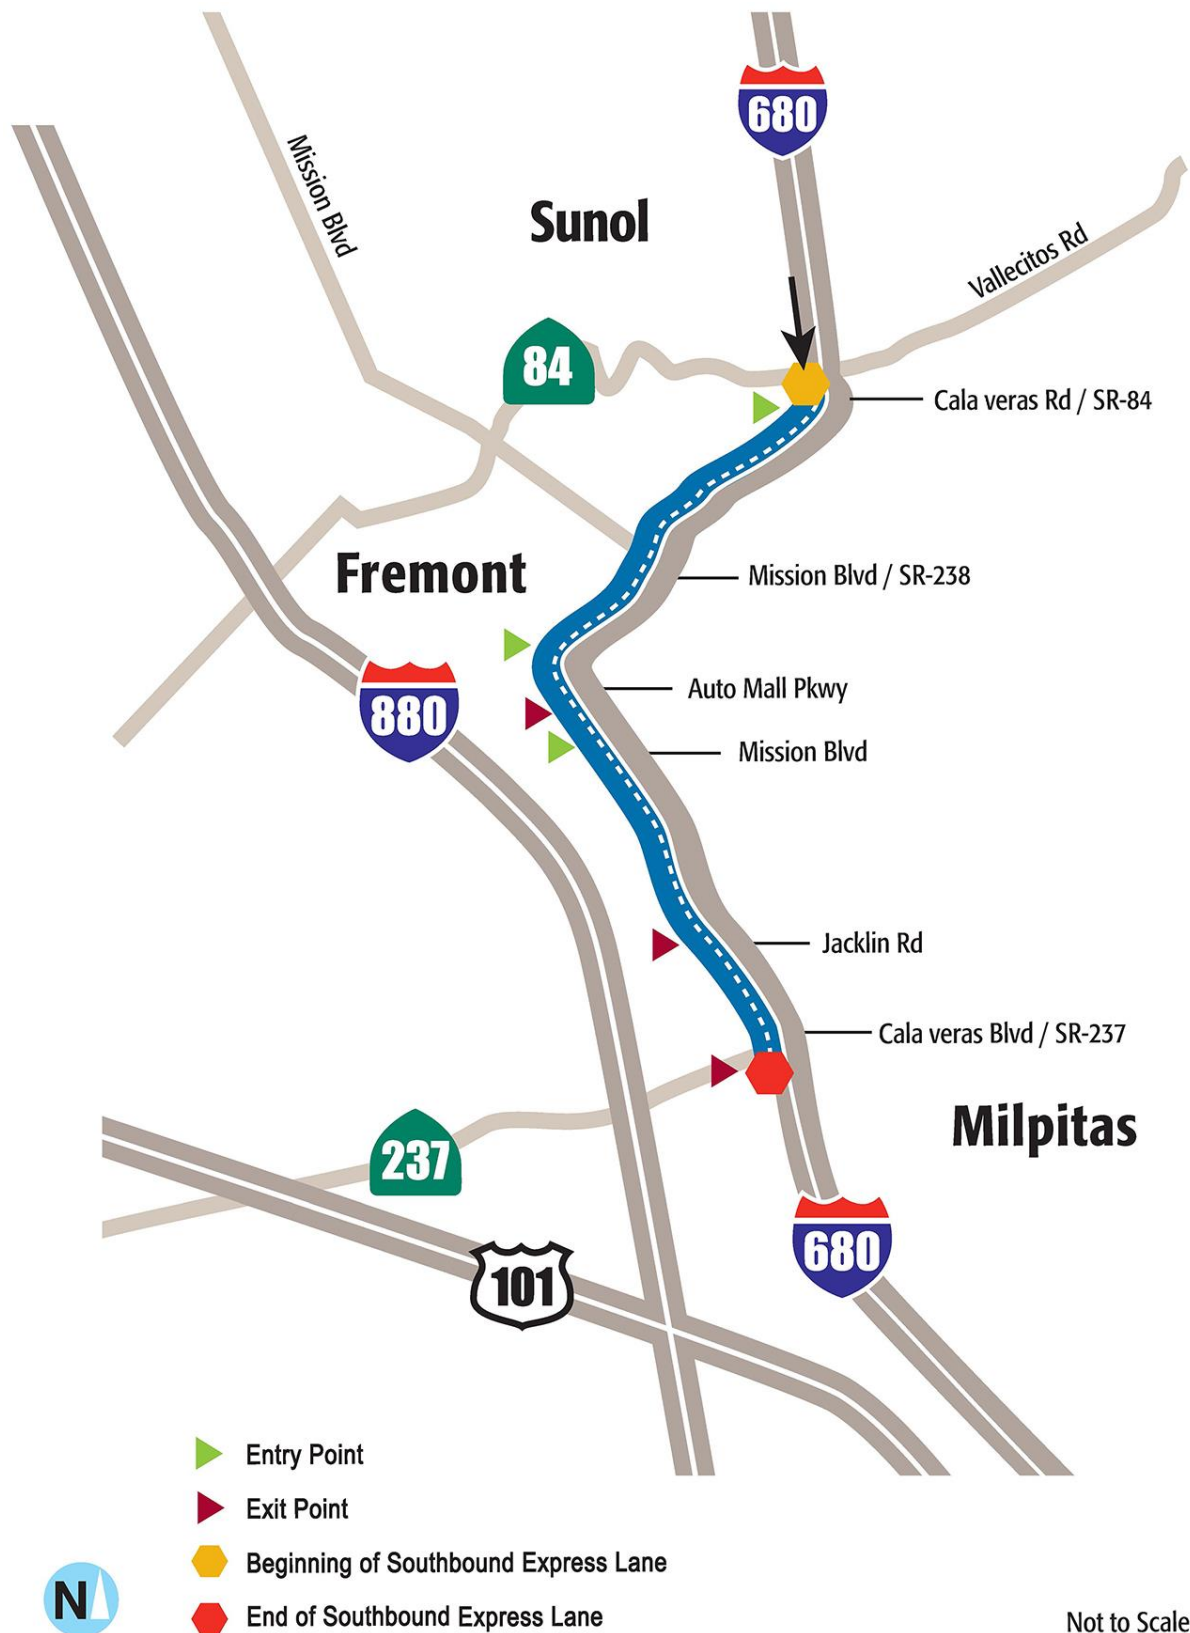 680
Mission Blvd
Sunol
Vallecitos Rd
84
Cala veras Rd / SR-84
Fremont
Mission Blvd / SR-238
Auto Mall Pkwy
880
Mission Blvd
Jacklin Rd
Cala veras Blvd / SR-237
Milpitas
237
680
101
Entry Point
Exit Point
Beginning of Southbound Express Lane
N
End of Southbound Express Lane
Not to Scale